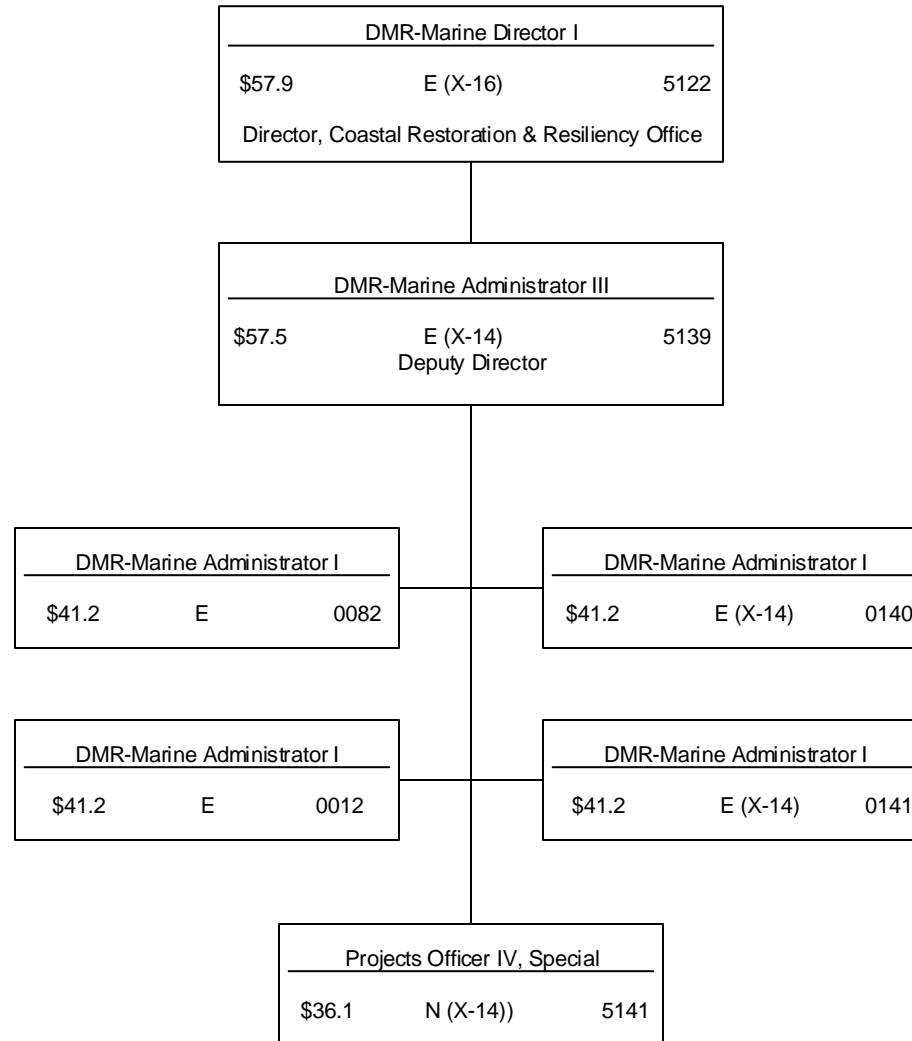 DMR-Marine Director I
$57.9 E (X-16) 5122
Director, Coastal Restoration & Resiliency Office
DMR-Marine Administrator III
$57.5 E (X-14) 5139
Deputy Director
DMR-Marine Administrator I
$41.2 E 0082
DMR-Marine Administrator I
$41.2 E (X-14) 0140
DMR-Marine Administrator I
$41.2 E 0012
DMR-Marine Administrator I
$41.2 E (X-14) 0141
Projects Officer IV, Special
$36.1 N (X-14)) 5141